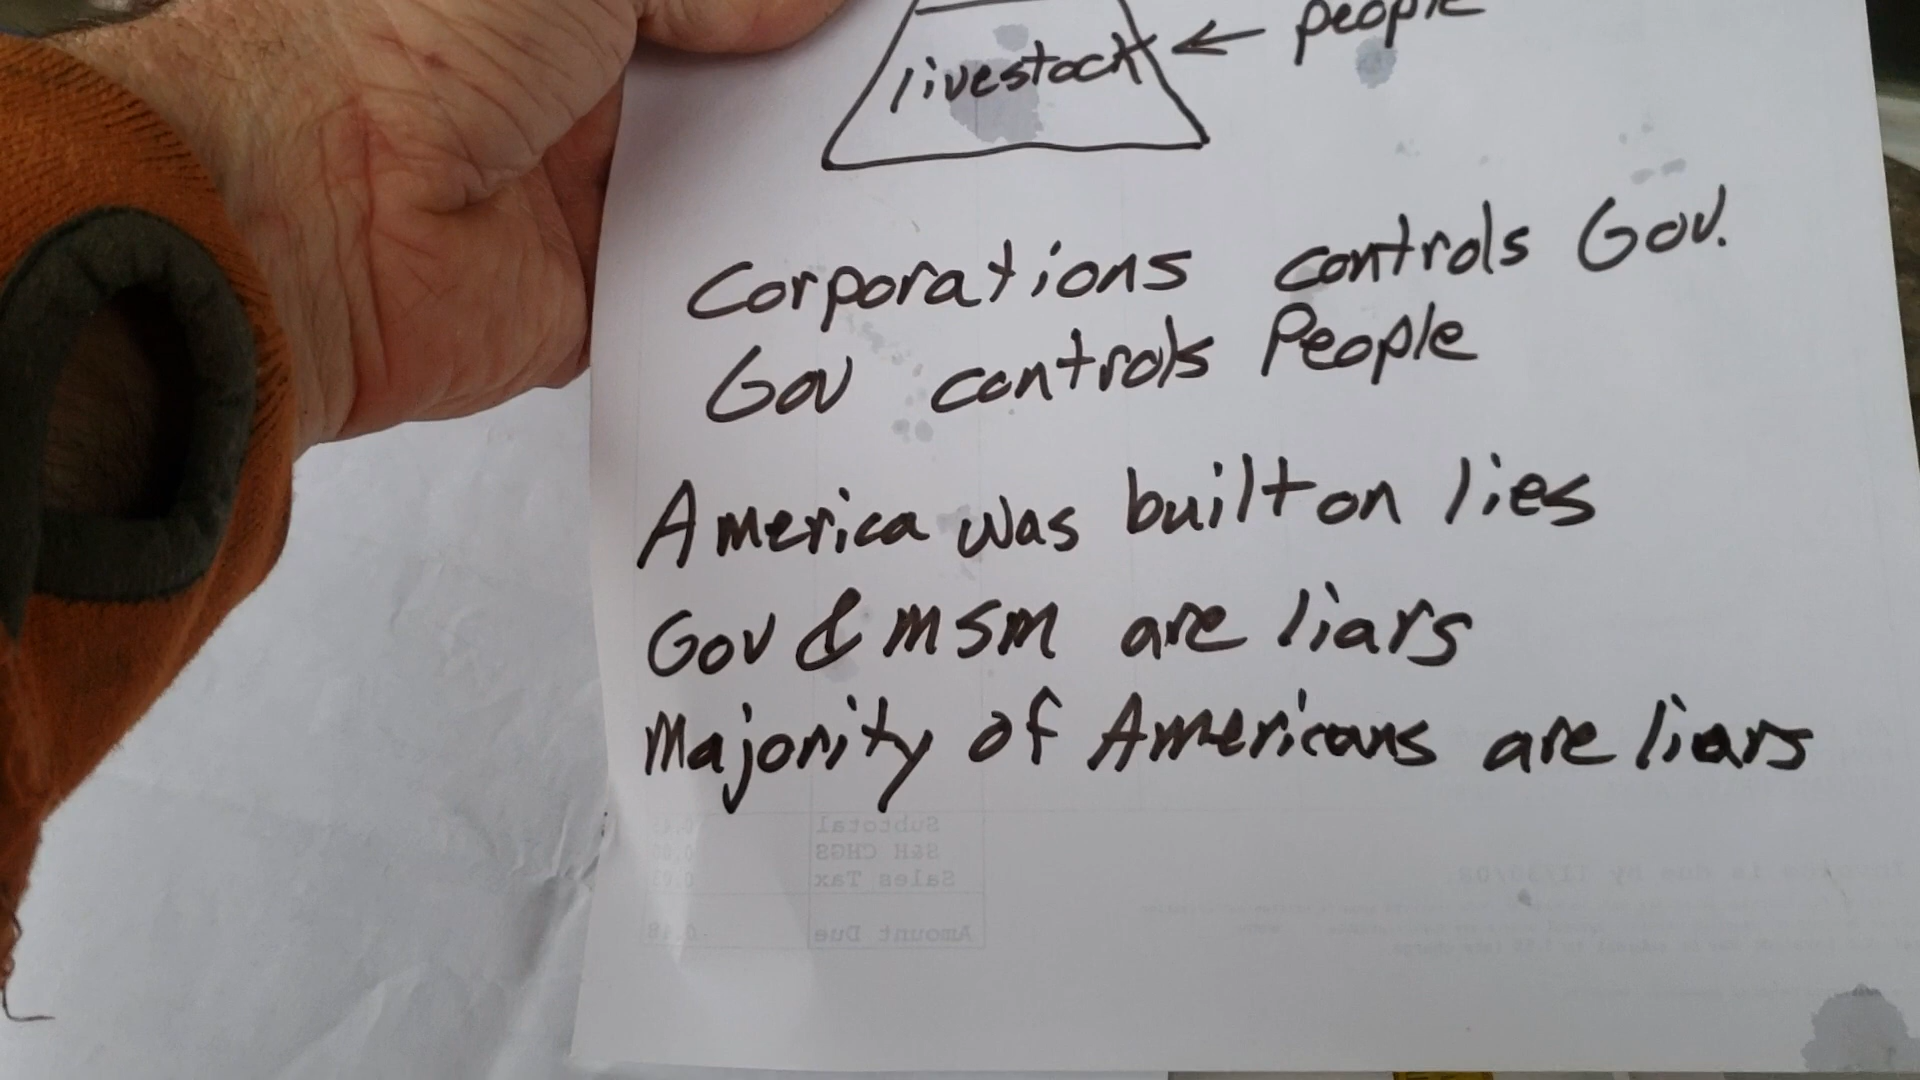 livestock ← people
Corporations controls Gov.
Gov controls People
America was built on lies
Gov & msm are liars
Majority of Americans are liars
Subtotal
S&H CHGS
Sales Tax
Amount Due